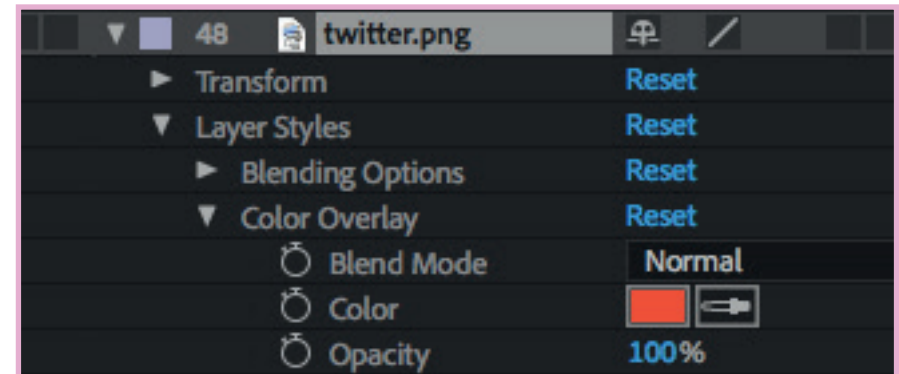 48 twitter.png
Transform Reset
Layer Styles Reset
Blending Options Reset
Color Overlay Reset
Blend Mode Normal
Color
Opacity 100%